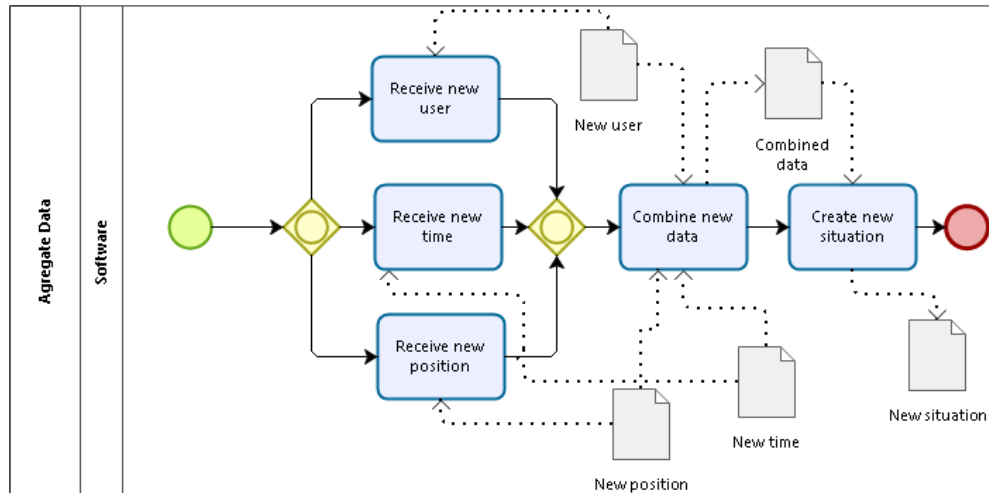 Agregate Data
Software
Receive new
user
New user
Combined
data
Receive new
time
Combine new
data
Create new
situation
Receive new
position
New situation
New time
New position